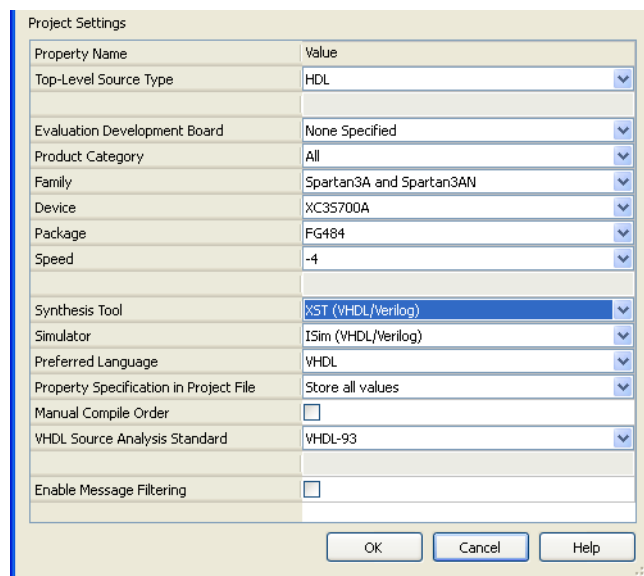 Project Settings
Property Name Value
Top-Level Source Type HDL
Evaluation Development Board None Specified
Product Category All
Family Spartan3A and Spartan3AN
Device XC3S700A
Package FG484
Speed -4
Synthesis Tool XST (VHDL/Verilog)
Simulator ISim (VHDL/Verilog)
Preferred Language VHDL
Property Specification in Project File Store all values
Manual Compile Order
VHDL Source Analysis Standard VHDL-93
Enable Message Filtering
OK Cancel Help